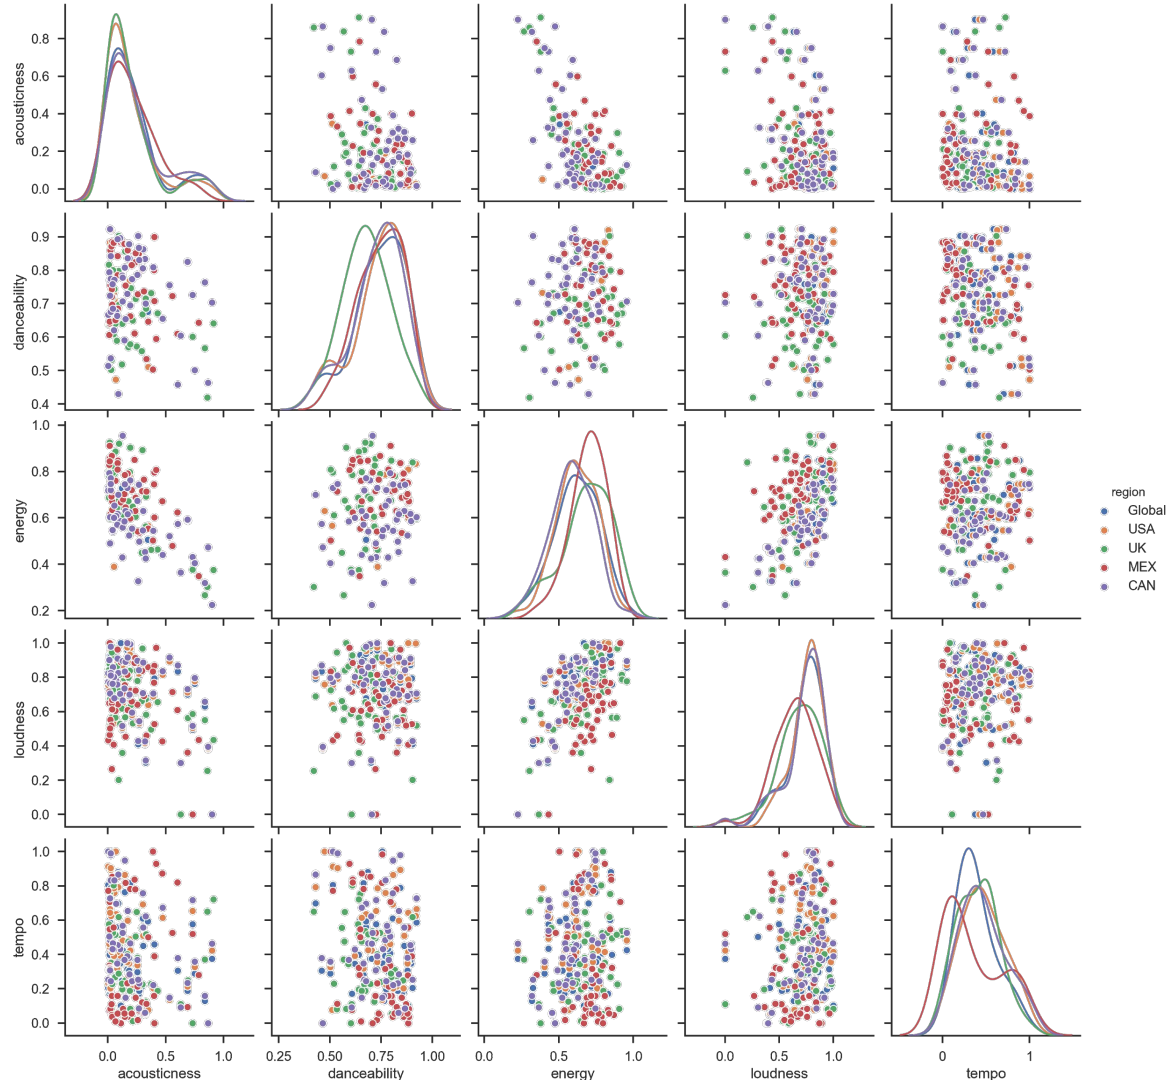 0.8
0.6
0.4
0.2
0.0
acousticness
0.9
0.8
0.7
0.6
0.5
0.4
danceability
1.0
0.8
0.6
0.4
0.2
energy
region
Global
USA
UK
MEX
CAN
1.0
0.8
0.6
0.4
0.2
0.0
loudness
1.0
0.8
0.6
0.4
0.2
0.0
tempo
0.0 0.5 1.0
0.25 0.50 0.75 1.00
0.0 0.5 1.0
0.0 0.5 1.0
0 1
acousticness danceability energy loudness tempo